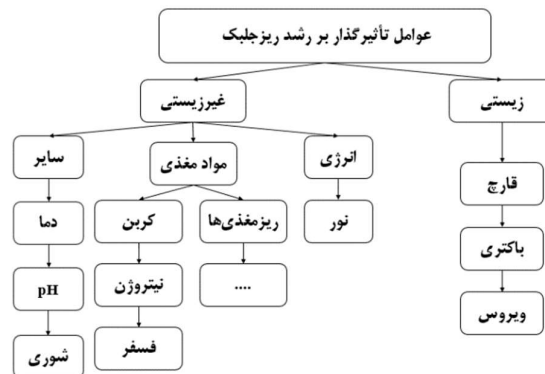 عوامل تأثیرگذار بر رشد ریزجلبک
زیستی
غیرزیستی
قارچ
باکتری
ویروس
انرژی
نور
مواد مغذی
ریزمغذی‌ها
....
کربن
نیتروژن
فسفر
سایر
دما
pH
شوری